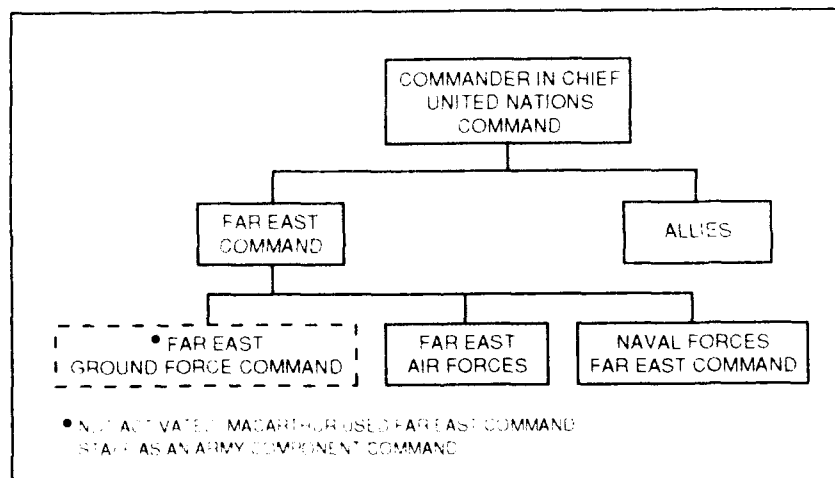 COMMANDER IN CHIEF
UNITED NATIONS
COMMAND
FAR EAST
COMMAND
ALLIES
• FAR EAST
GROUND FORCE COMMAND
FAR EAST
AIR FORCES
NAVAL FORCES
FAR EAST COMMAND
• NOT ACTIVATED. MACARTHUR USED FAR EAST COMMAND
STAFF AS AN ARMY COMPONENT COMMAND